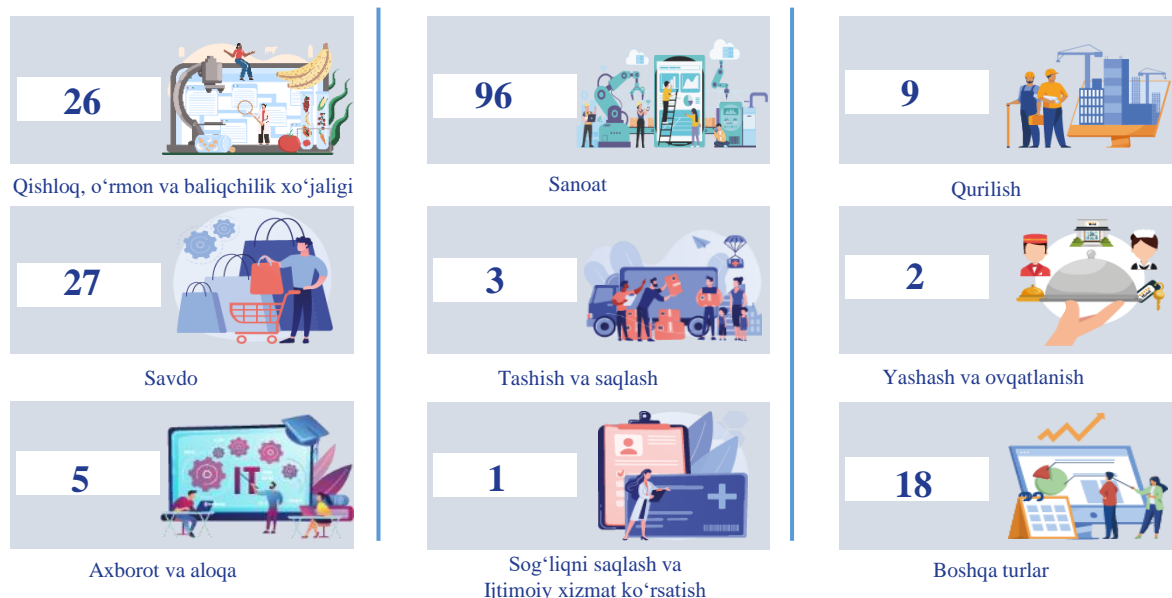 26
96
9
Qishloq, o‘rmon va baliqchilik xo‘jaligi
Sanoat
Qurilish
27
3
2
Savdo
Tashish va saqlash
Yashash va ovqatlanish
5
IT
1
18
Axborot va aloqa
Sog‘liqni saqlash va
Ijtimoiy xizmat ko‘rsatish
Boshqa turlar